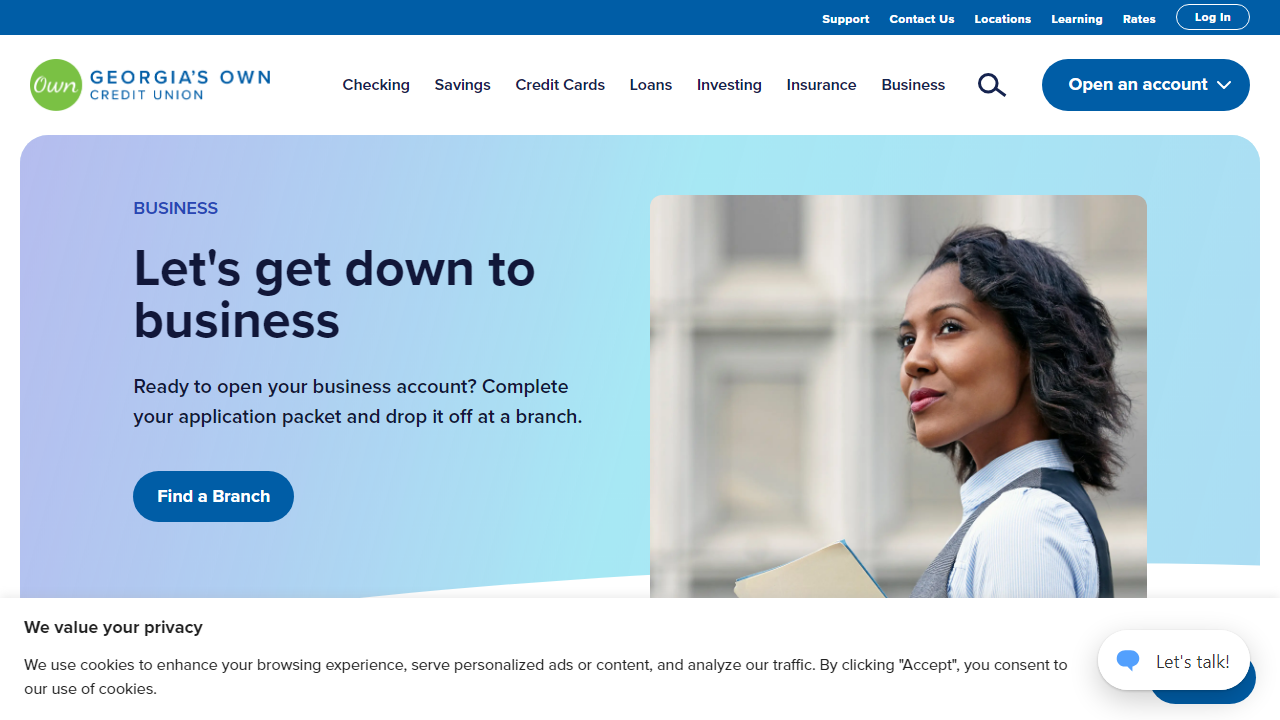 Support Contact Us Locations Learning Rates Log In
Own GEORGIA'S OWN
CREDIT UNION
Checking Savings Credit Cards Loans Investing Insurance Business
Open an account
BUSINESS
Let's get down to
business
Ready to open your business account? Complete
your application packet and drop it off at a branch.
Find a Branch
We value your privacy
We use cookies to enhance your browsing experience, serve personalized ads or content, and analyze our traffic. By clicking "Accept", you consent to
our use of cookies.
Let's talk!